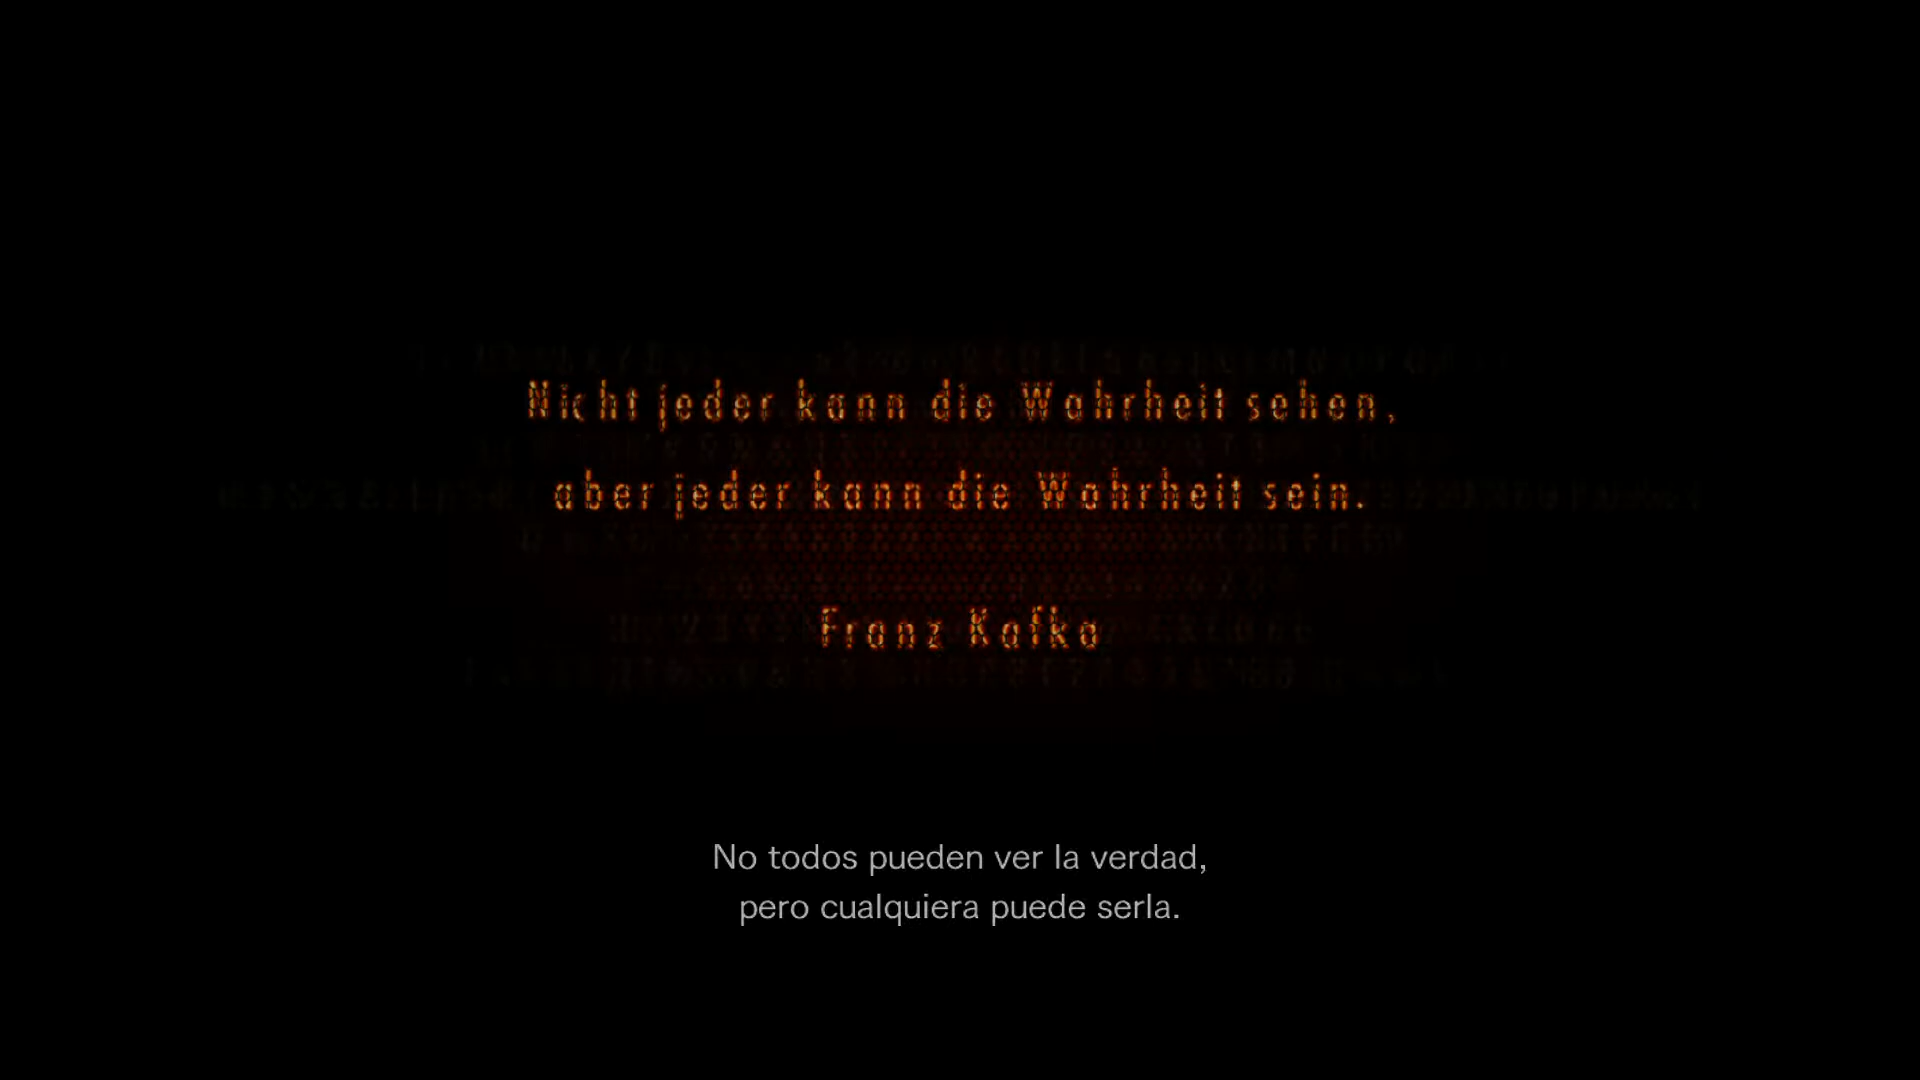 Nicht jeder kann die Wahrheit sehen,
aber jeder kann die Wahrheit sein.
Franz Kafka
No todos pueden ver la verdad,
pero cualquiera puede serla.